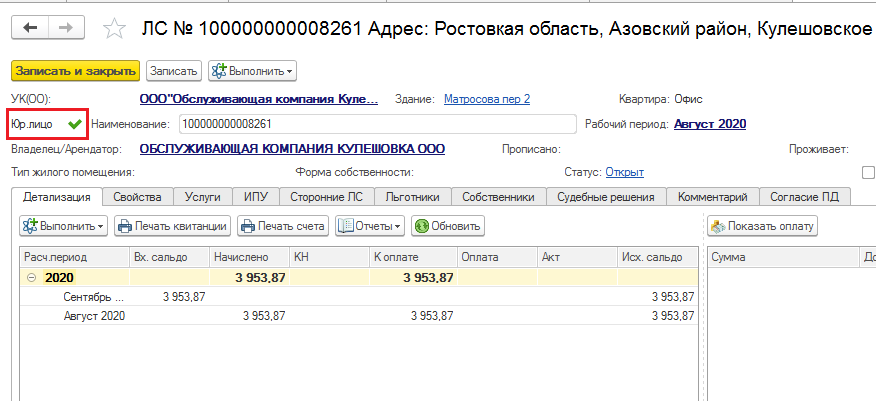 ЛС № 100000000008261 Адрес: Ростовкая область, Азовский район, Кулешовское
Записать и закрыть Записать Выполнить
УК(ОО): ООО"Обслуживающая компания Куле... Здание: Матросова пер 2 Квартира: Офис
Юр.лицо Наименование: 100000000008261 Рабочий период: Август 2020
Владелец/Арендатор: ОБСЛУЖИВАЮЩАЯ КОМПАНИЯ КУЛЕШОВКА ООО Прописано: Проживает:
Тип жилого помещения: Форма собственности: Статус: Открыт
Детализация Свойства Услуги ИПУ Сторонние ЛС Льготники Собственники Судебные решения Комментарий Согласие ПД
Выполнить Печать квитанции Печать счета Отчеты Обновить Показать оплату
Расч.период Вх. сальдо Начислено КН К оплате Оплата Акт Исх. сальдо Сумма До
2020 3 953,87 3 953,87
Сентябрь ... 3 953,87 3 953,87
Август 2020 3 953,87 3 953,87 3 953,87